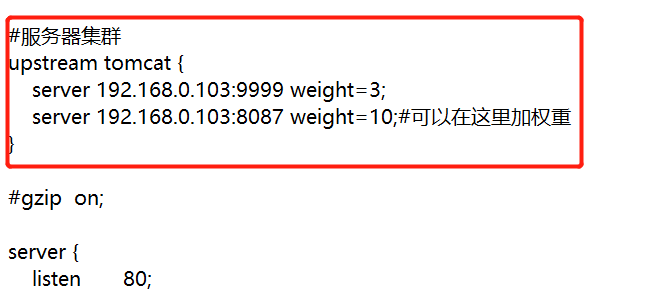 #服务器集群
upstream tomcat {
    server 192.168.0.103:9999 weight=3;
    server 192.168.0.103:8087 weight=10;#可以在这里加权重
}
#gzip  on;
server {
    listen       80;